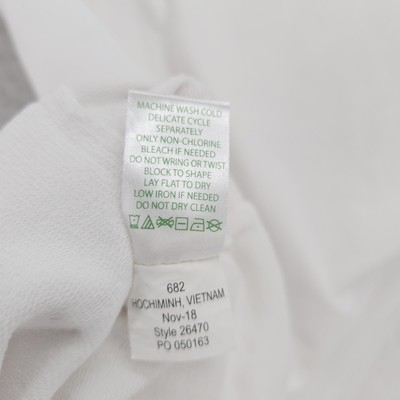 MACHINE WASH COLD
DELICATE CYCLE
SEPARATELY
ONLY NON-CHLORINE
BLEACH IF NEEDED
DO NOT WRING OR TWIST
BLOCK TO SHAPE
LAY FLAT TO DRY
LOW IRON IF NEEDED
DO NOT DRY CLEAN
682
HOCHIMINH, VIETNAM
Nov-18
Style 26470
PO 050163